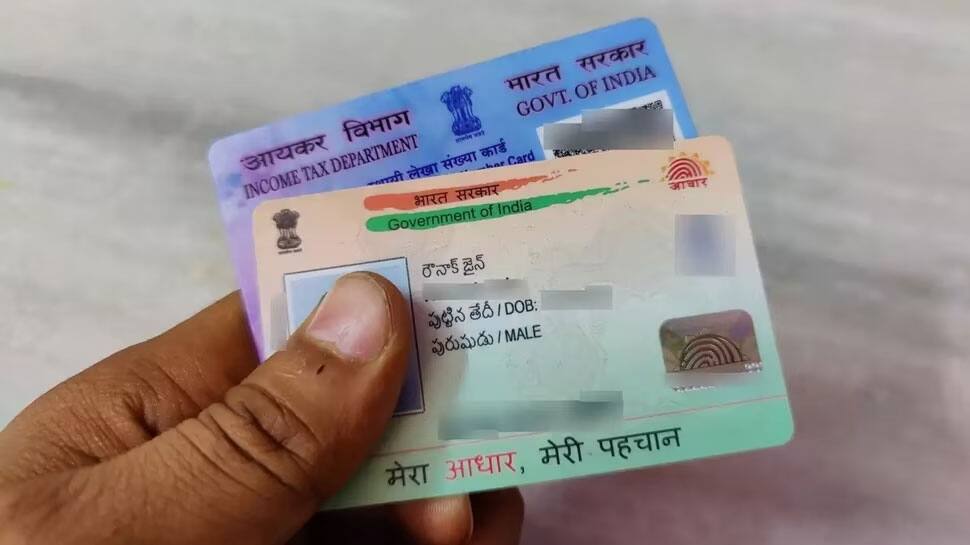 आयकर विभाग
INCOME TAX DEPARTMENT
भारत सरकार
GOVT. OF INDIA
लेखा संख्या कार्ड
Card
भारत सरकार
Government of India
आधार
రౌనాక్ జైన్
పుట్టిన తేదీ / DOB:
పురుషుడు / MALE
मेरा आधार, मेरी पहचान